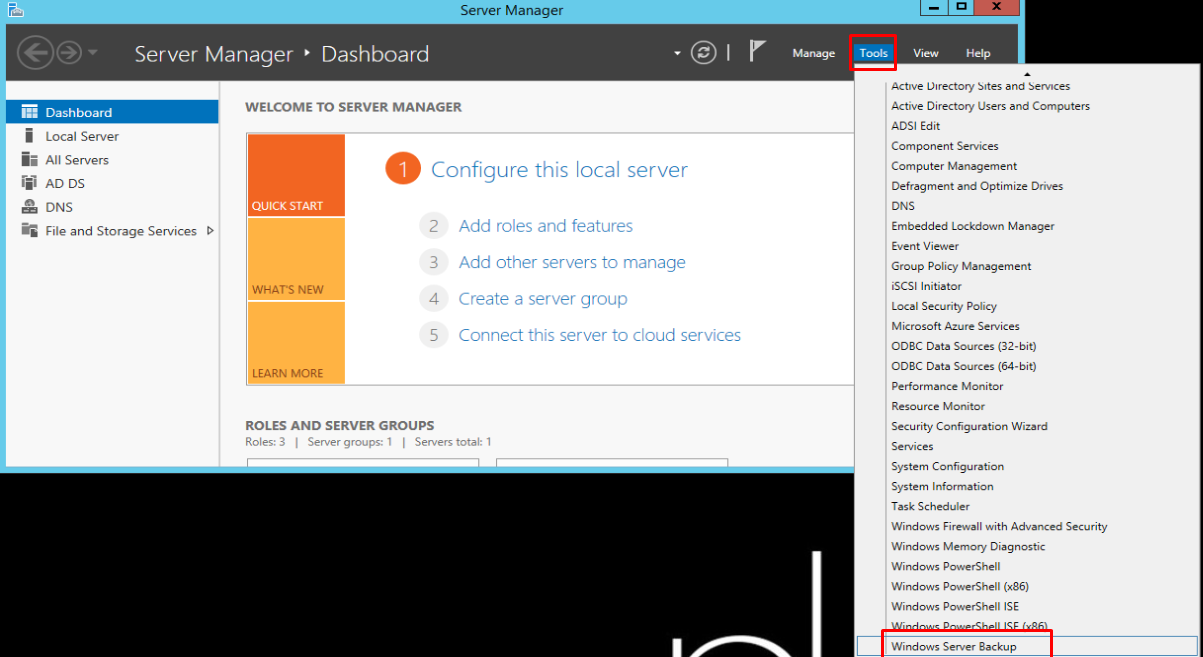 Server Manager
Server Manager ‣ Dashboard
Manage
Tools
View
Help
Dashboard
Local Server
All Servers
AD DS
DNS
File and Storage Services
WELCOME TO SERVER MANAGER
QUICK START
WHAT'S NEW
LEARN MORE
1 Configure this local server
2 Add roles and features
3 Add other servers to manage
4 Create a server group
5 Connect this server to cloud services
ROLES AND SERVER GROUPS
Roles: 3 | Server groups: 1 | Servers total: 1
Active Directory Sites and Services
Active Directory Users and Computers
ADSI Edit
Component Services
Computer Management
Defragment and Optimize Drives
DNS
Embedded Lockdown Manager
Event Viewer
Group Policy Management
iSCSI Initiator
Local Security Policy
Microsoft Azure Services
ODBC Data Sources (32-bit)
ODBC Data Sources (64-bit)
Performance Monitor
Resource Monitor
Security Configuration Wizard
Services
System Configuration
System Information
Task Scheduler
Windows Firewall with Advanced Security
Windows Memory Diagnostic
Windows PowerShell
Windows PowerShell (x86)
Windows PowerShell ISE
Windows PowerShell ISE (x86)
Windows Server Backup